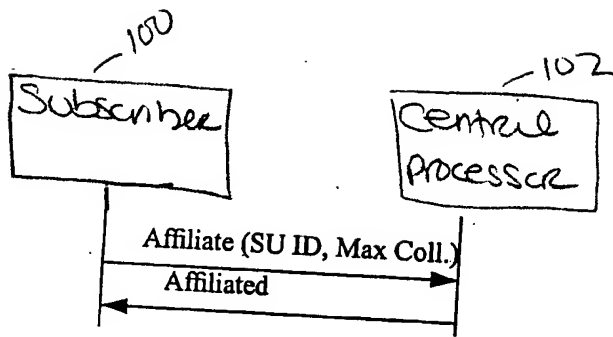 100
102
Subscriber
Central
Processor
Affiliate (SU ID, Max Coll.)
Affiliated